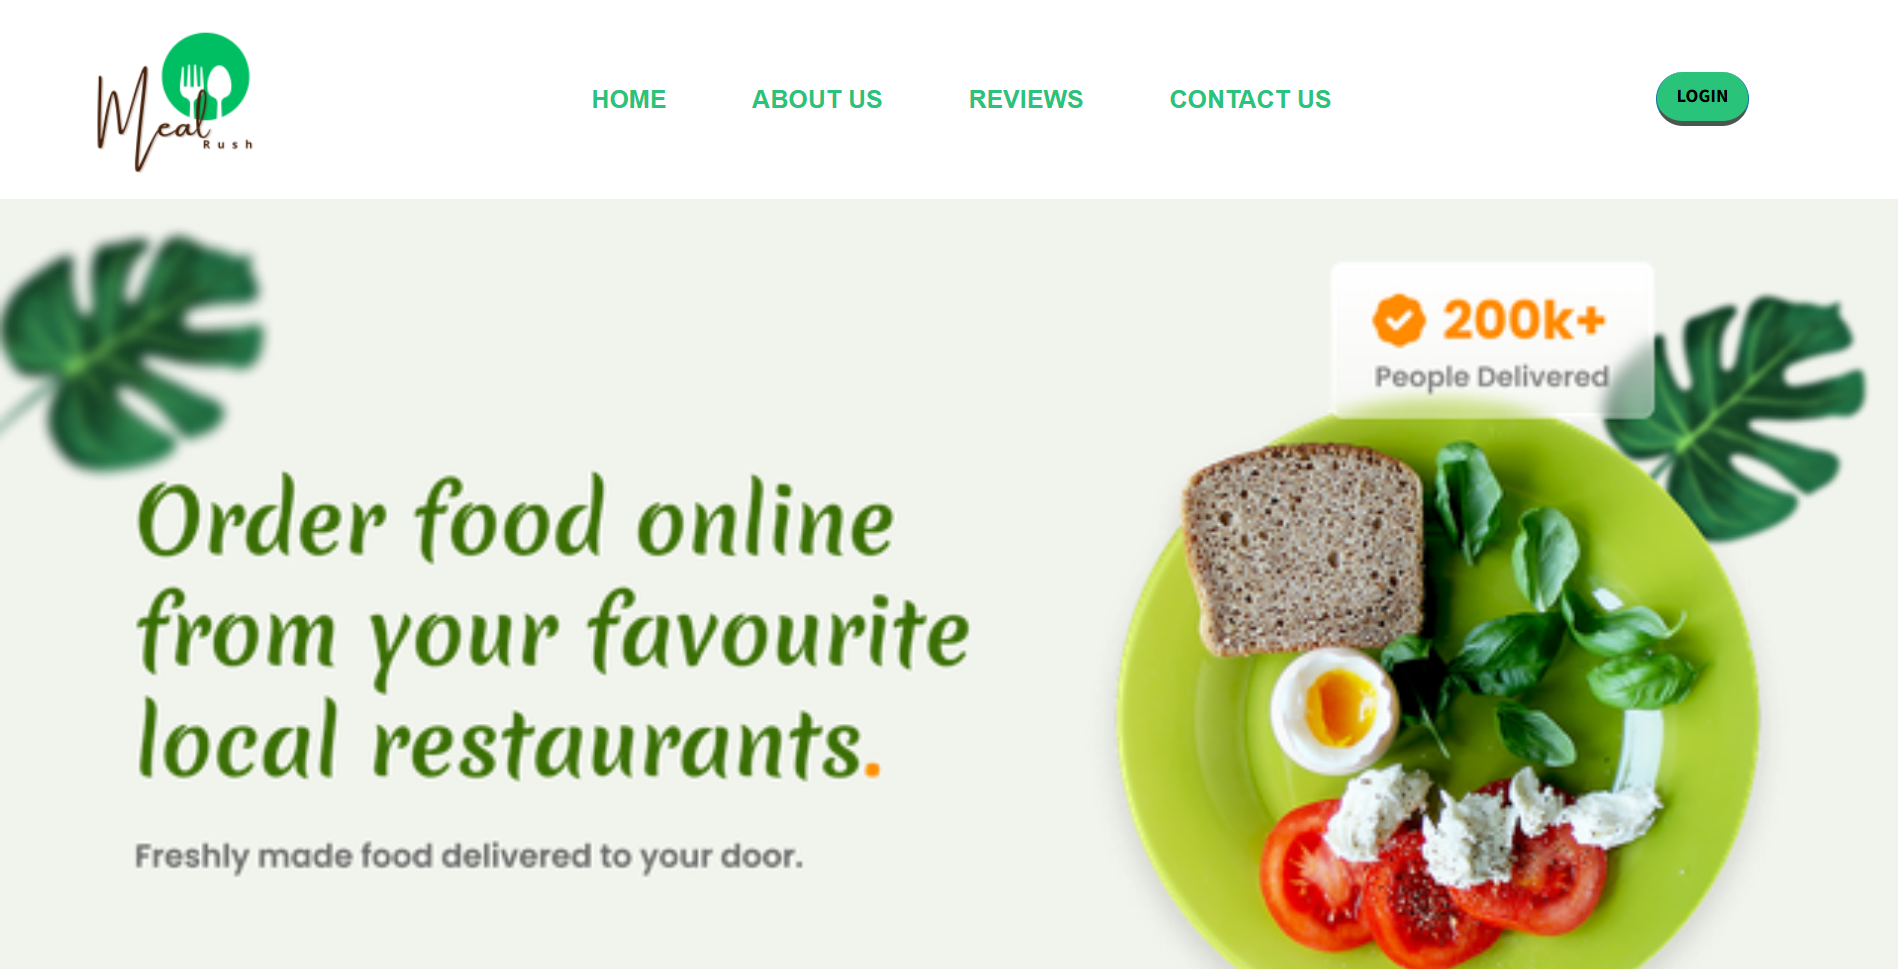 Meal
Rush
HOME
ABOUT US
REVIEWS
CONTACT US
LOGIN
200k+
People Delivered
Order food online
from your favourite
local restaurants.
Freshly made food delivered to your door.